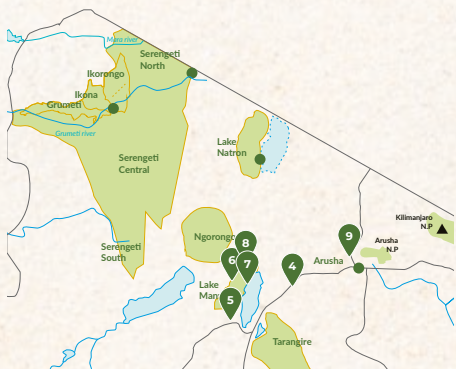 Mara river
Serengeti
North
Ikorongo
Ikona
Grumeti
Grumeti river
Lake
Natron
Serengeti
Central
Kilimanjaro
N.P
Arusha
N.P
Ngorongo
8
9
Serengeti
South
6
7
4
Arusha
Lake
Man
5
Tarangire